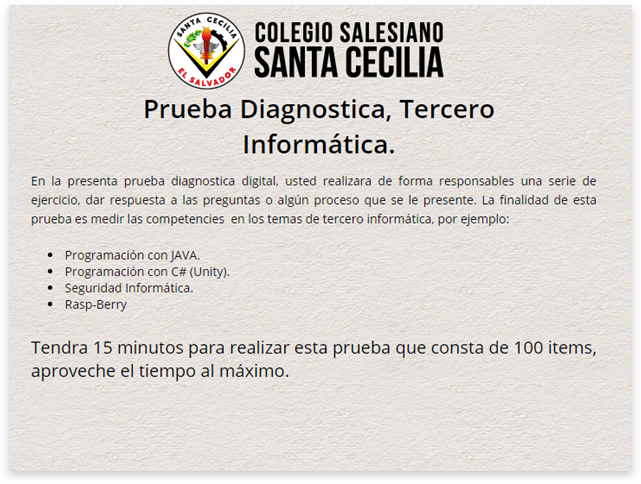 SANTA CECILIA
EL SALVADOR
COLEGIO SALESIANO
SANTA CECILIA
Prueba Diagnostica, Tercero
Informática.
En la presenta prueba diagnostica digital, usted realizara de forma responsables una serie de
ejercicio, dar respuesta a las preguntas o algún proceso que se le presente. La finalidad de esta
prueba es medir las competencies en los temas de tercero informática, por ejemplo:
• Programación con JAVA.
• Programación con C# (Unity).
• Seguridad Informática.
• Rasp-Berry
Tendra 15 minutos para realizar esta prueba que consta de 100 items,
aproveche el tiempo al máximo.